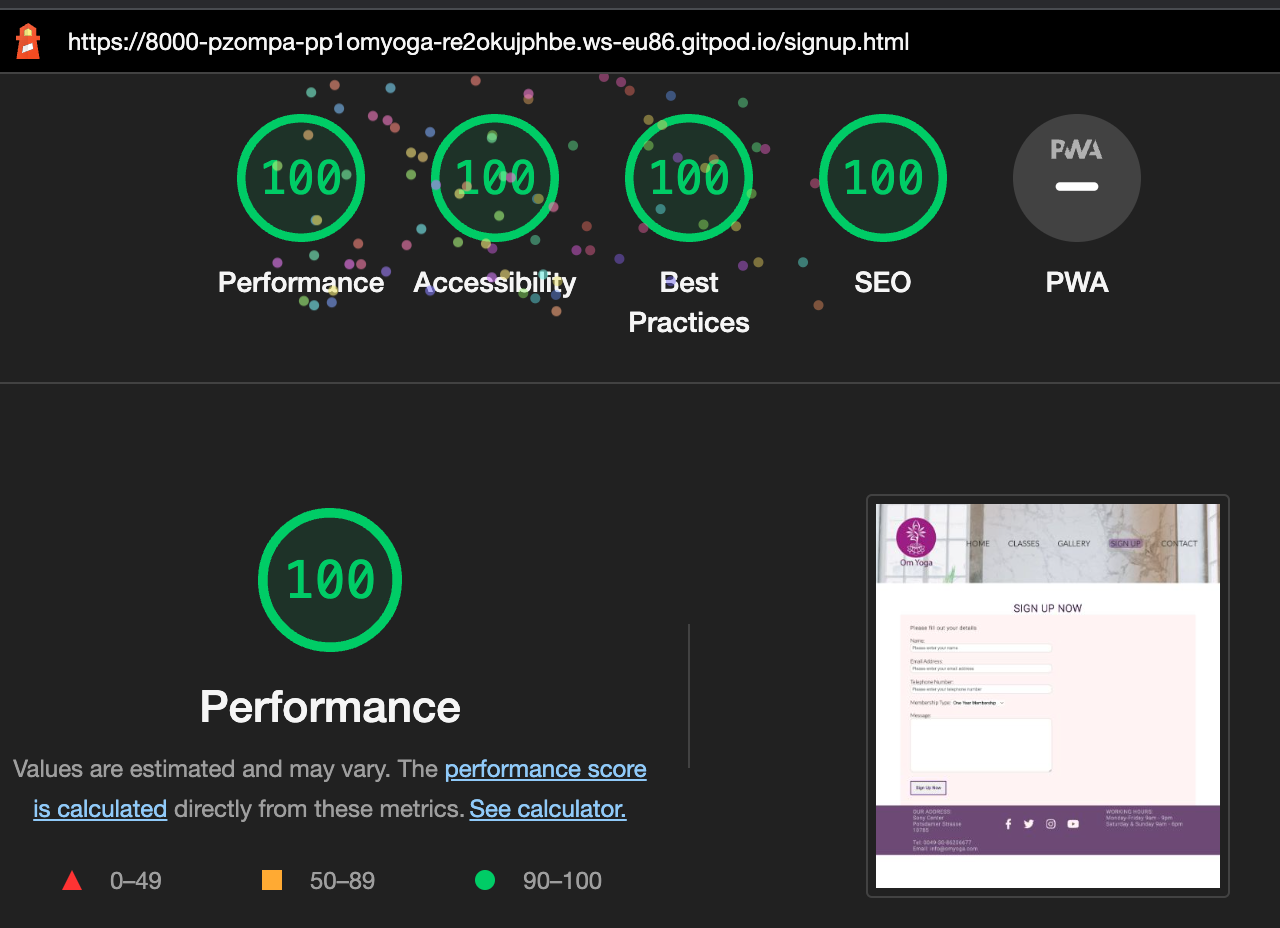 https://8000-pzompa-pp1omyoga-re2okujphbe.ws-eu86.gitpod.io/signup.html
100 100 100 100 PWA
Performance Accessibility Best Practices SEO PWA
100
Performance
Values are estimated and may vary. The performance score
is calculated directly from these metrics. See calculator.
0–49 50–89 90–100
Om Yoga
HOME CLASSES GALLERY SIGN UP CONTACT
SIGN UP NOW
Please fill out your details
Name:
Please enter your name
Email Address:
Please enter your email address
Telephone Number:
Please enter your telephone number
Membership Type: One Year Membership
Message:
Sign Up Now
OUR ADDRESS:
Sony Center
Potsdamer Strasse
10785
Tel: 0049-30-86256677
Email: info@omyoga.com
WORKING HOURS:
Monday-Friday 9am - 9pm
Saturday & Sunday 9am - 6pm